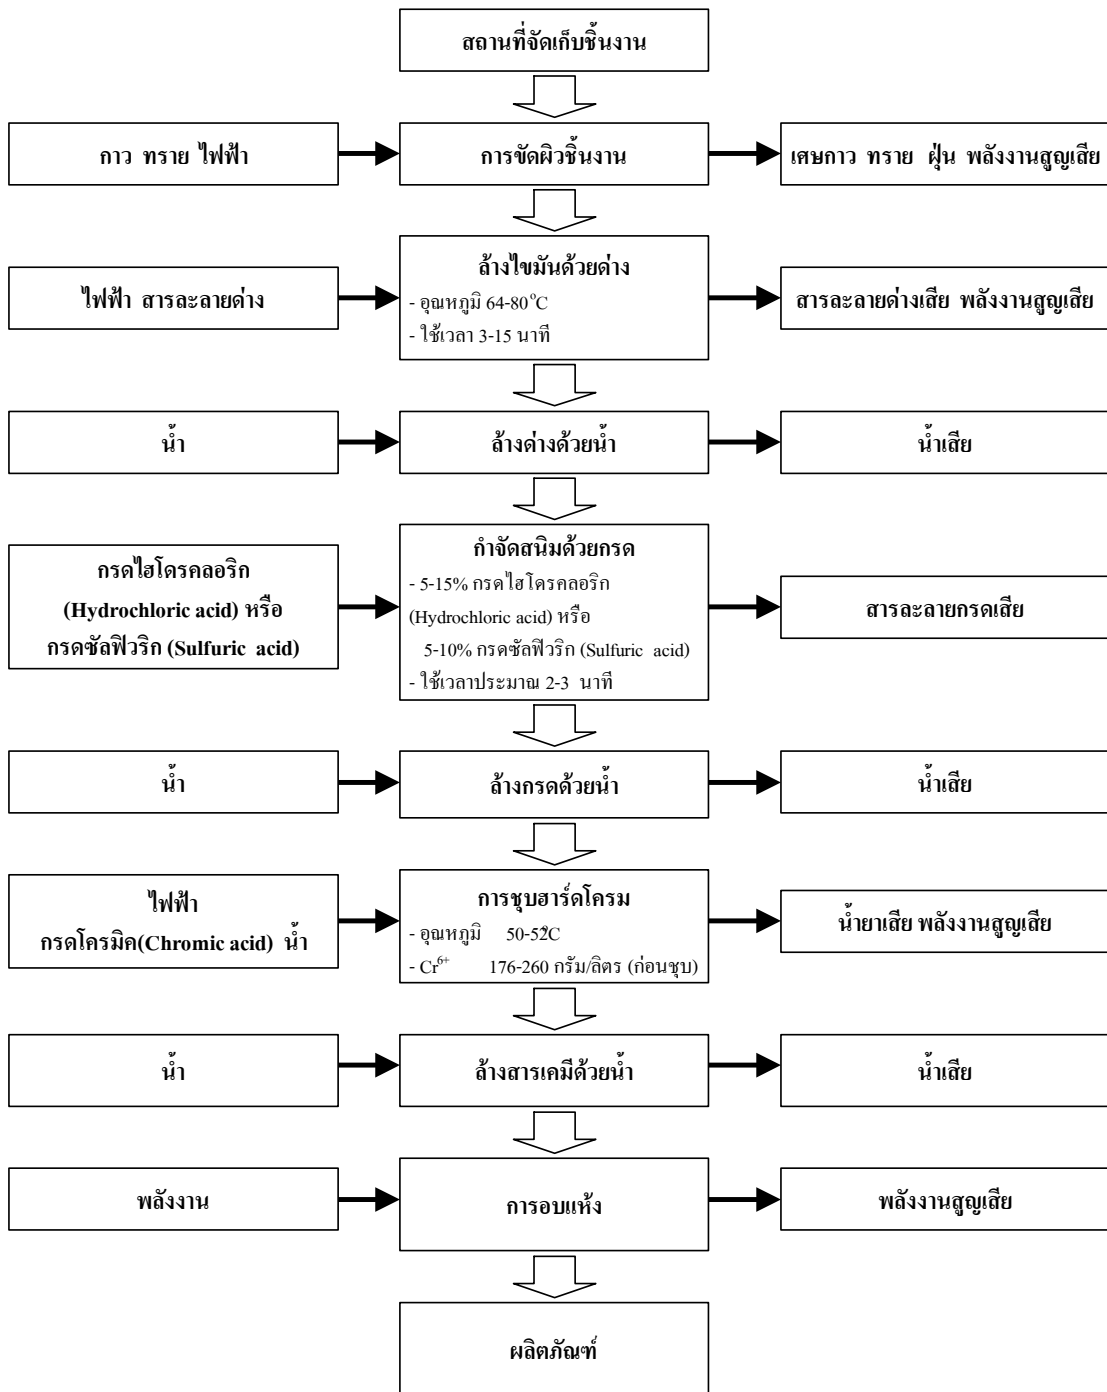 สถานที่จัดเก็บชิ้นงาน
กาว ทราย ไฟฟ้า
การขัดผิวชิ้นงาน
เศษกาว ทราย ฝุ่น พลังงานสูญเสีย
ไฟฟ้า สารละลายด่าง
ล้างไขมันด้วยด่าง
- อุณหภูมิ 64-80°C
- ใช้เวลา 3-15 นาที
สารละลายด่างเสีย พลังงานสูญเสีย
น้ำ
ล้างด่างด้วยน้ำ
น้ำเสีย
กรดไฮโดรคลอริก
(Hydrochloric acid) หรือ
กรดซัลฟิวริก (Sulfuric acid)
กำจัดสนิมด้วยกรด
- 5-15% กรดไฮโดรคลอริก
(Hydrochloric acid) หรือ
5-10% กรดซัลฟิวริก (Sulfuric acid)
- ใช้เวลาประมาณ 2-3 นาที
สารละลายกรดเสีย
น้ำ
ล้างกรดด้วยน้ำ
น้ำเสีย
ไฟฟ้า
กรดโครมิค(Chromic acid) น้ำ
การชุบฮาร์ดโครม
- อุณหภูมิ 50-52°C
- Cr⁶⁺ 176-260 กรัม/ลิตร (ก่อนชุบ)
น้ำยาเสีย พลังงานสูญเสีย
น้ำ
ล้างสารเคมีด้วยน้ำ
น้ำเสีย
พลังงาน
การอบแห้ง
พลังงานสูญเสีย
ผลิตภัณฑ์